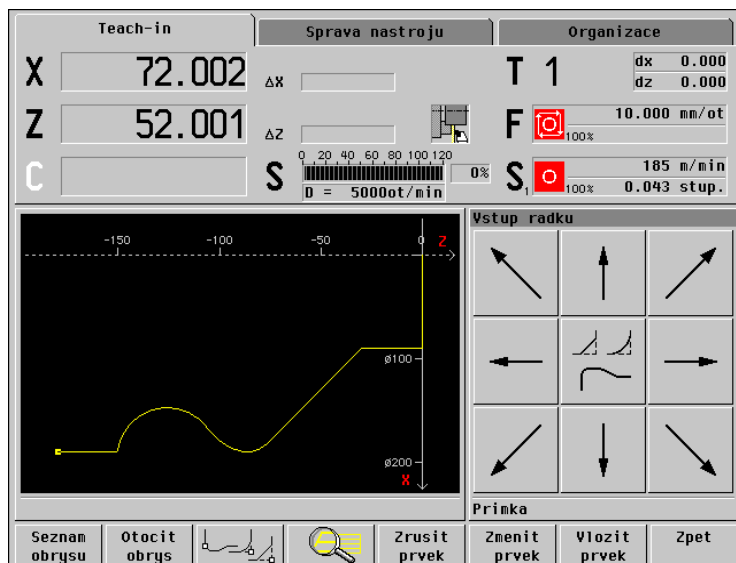 Teach-in
Sprava nastroju
Organizace
X 72.002 ΔX
T 1 dx 0.000
dz 0.000
Z 52.001 ΔZ
F 100% 10.000 mm/ot
C
S 0 20 40 60 80 100 120 0%
D = 5000ot/min
S1 100% 185 m/min
0.043 stup.
Vstup radku
-150 -100 -50 0 Z
ø100
ø200
X
Primka
Seznam obrysu
Otocit obrys
Zrusit prvek
Zmenit prvek
Vlozit prvek
Zpet